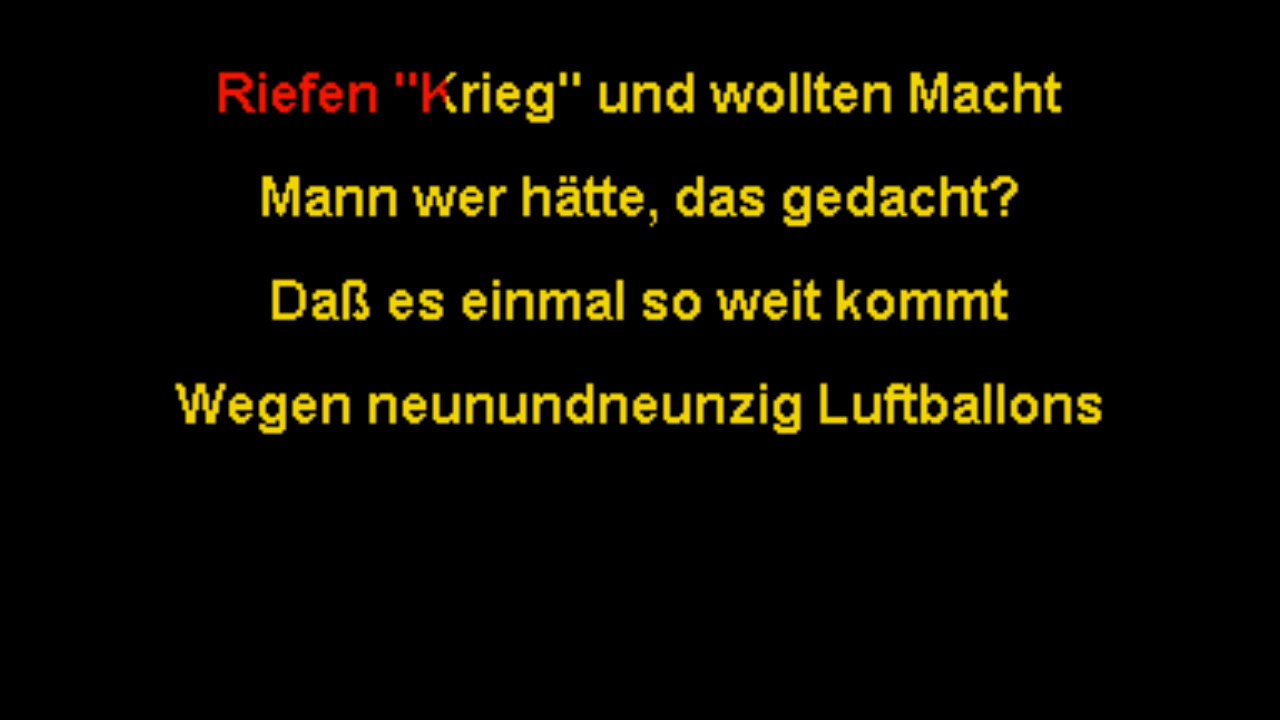 Riefen "Krieg" und wollten Macht
Mann wer hätte, das gedacht?
Daß es einmal so weit kommt
Wegen neunundneunzig Luftballons